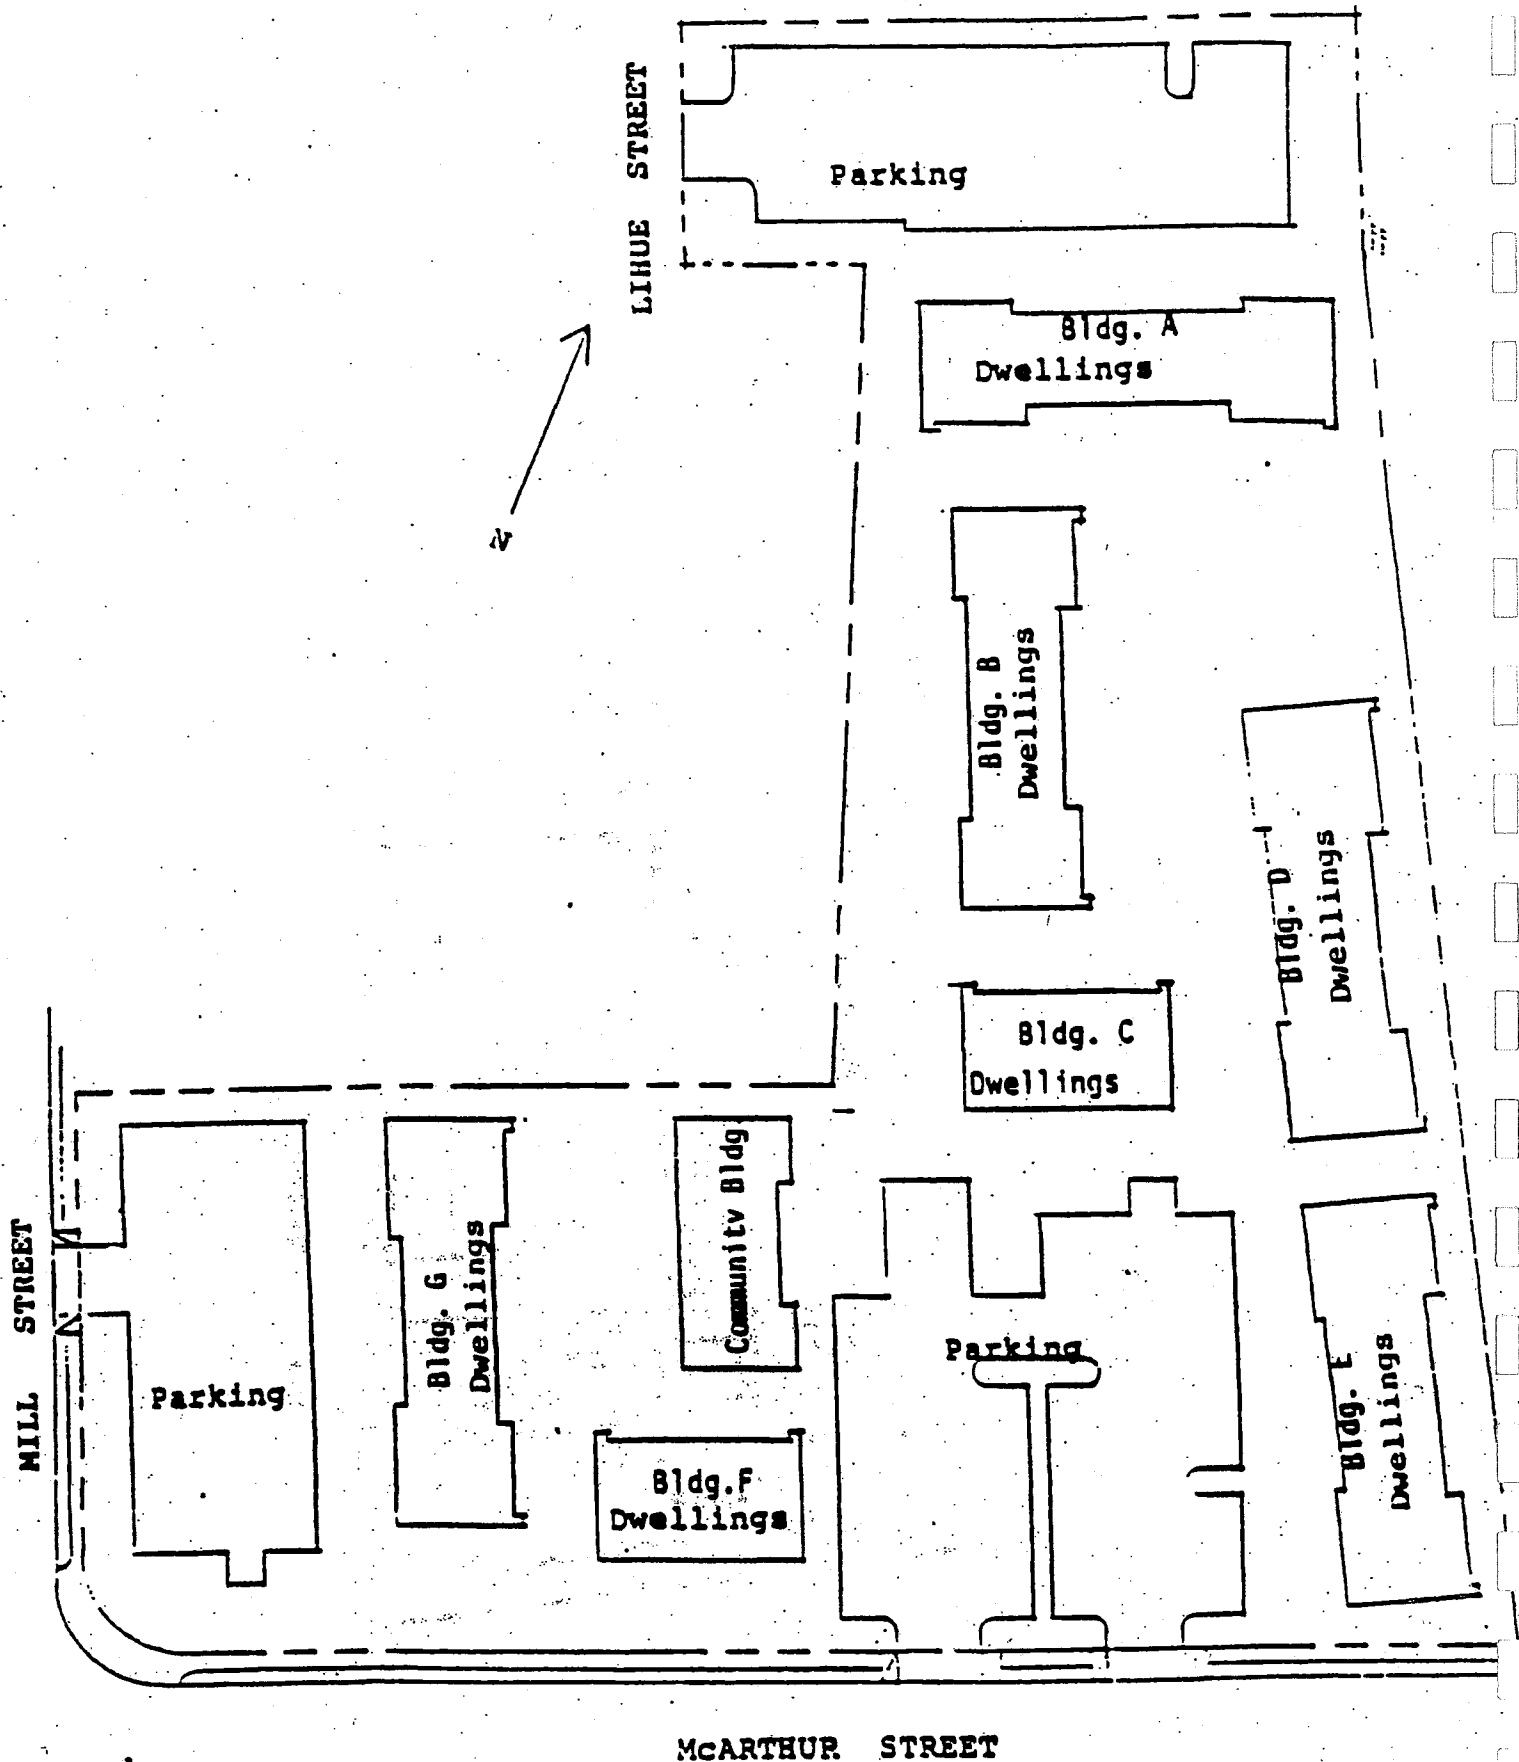 LIHUE STREET
Parking
Bldg. A
Dwellings
N
Bldg. B
Dwellings
Bldg. D
Dwellings
Bldg. C
Dwellings
MILL STREET
Parking
Bldg. G
Dwellings
Community Bldg
Parking
Bldg. E
Dwellings
Bldg.F
Dwellings
McARTHUR STREET